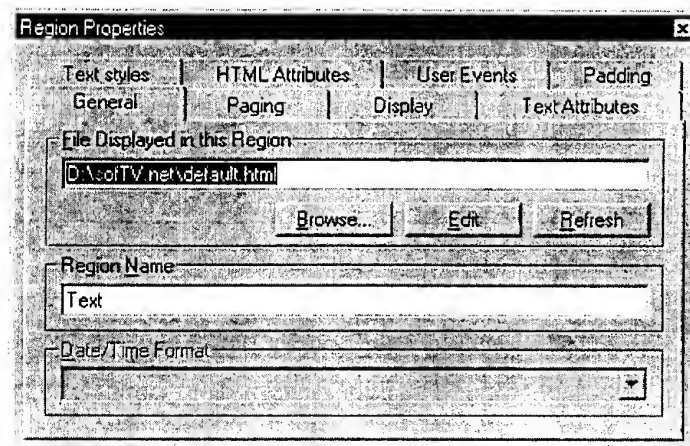 Region Properties
Text styles HTML Attributes User Events Padding
General Paging Display Text Attributes
File Displayed in this Region
D:\sofTV.net\default.html
Browse... Edit Refresh
Region Name
Text
Date/Time Format